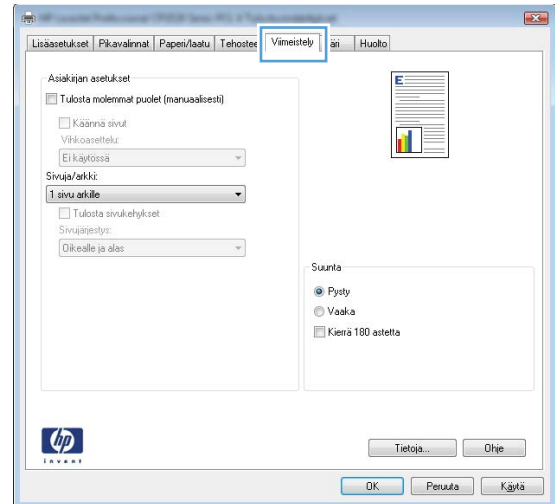 Lisäasetukset Pikavalinnat Paperi/laatu Tehosteet Viimeistely Huolto
Asiakirjan asetukset
Tulosta molemmat puolet (manuaalisesti)
Käännä sivut
Vihkoasettelu:
Ei käytössä
Sivuja/arkki:
1 sivu arkille
Tulosta sivukehykset
Sivujärjestys:
Oikealle ja alas
E
Suunta
Pysty
Vaaka
Kierrä 180 astetta
hp
invent
Tietoja... Ohje
OK Peruuta Käytä